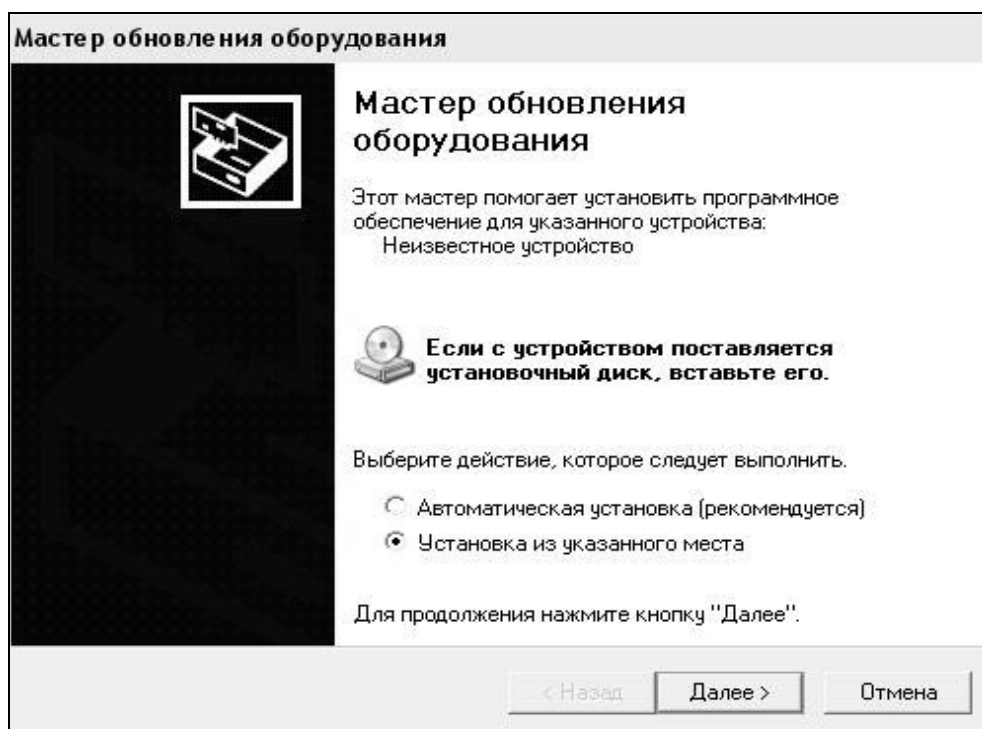 Мастер обновления оборудования
Мастер обновления
оборудования
Этот мастер помогает установить программное
обеспечение для указанного устройства:
Неизвестное устройство
Если с устройством поставляется
установочный диск, вставьте его.
Выберите действие, которое следует выполнить.
Автоматическая установка (рекомендуется)
Установка из указанного места
Для продолжения нажмите кнопку "Далее".
< Назад Далее > Отмена